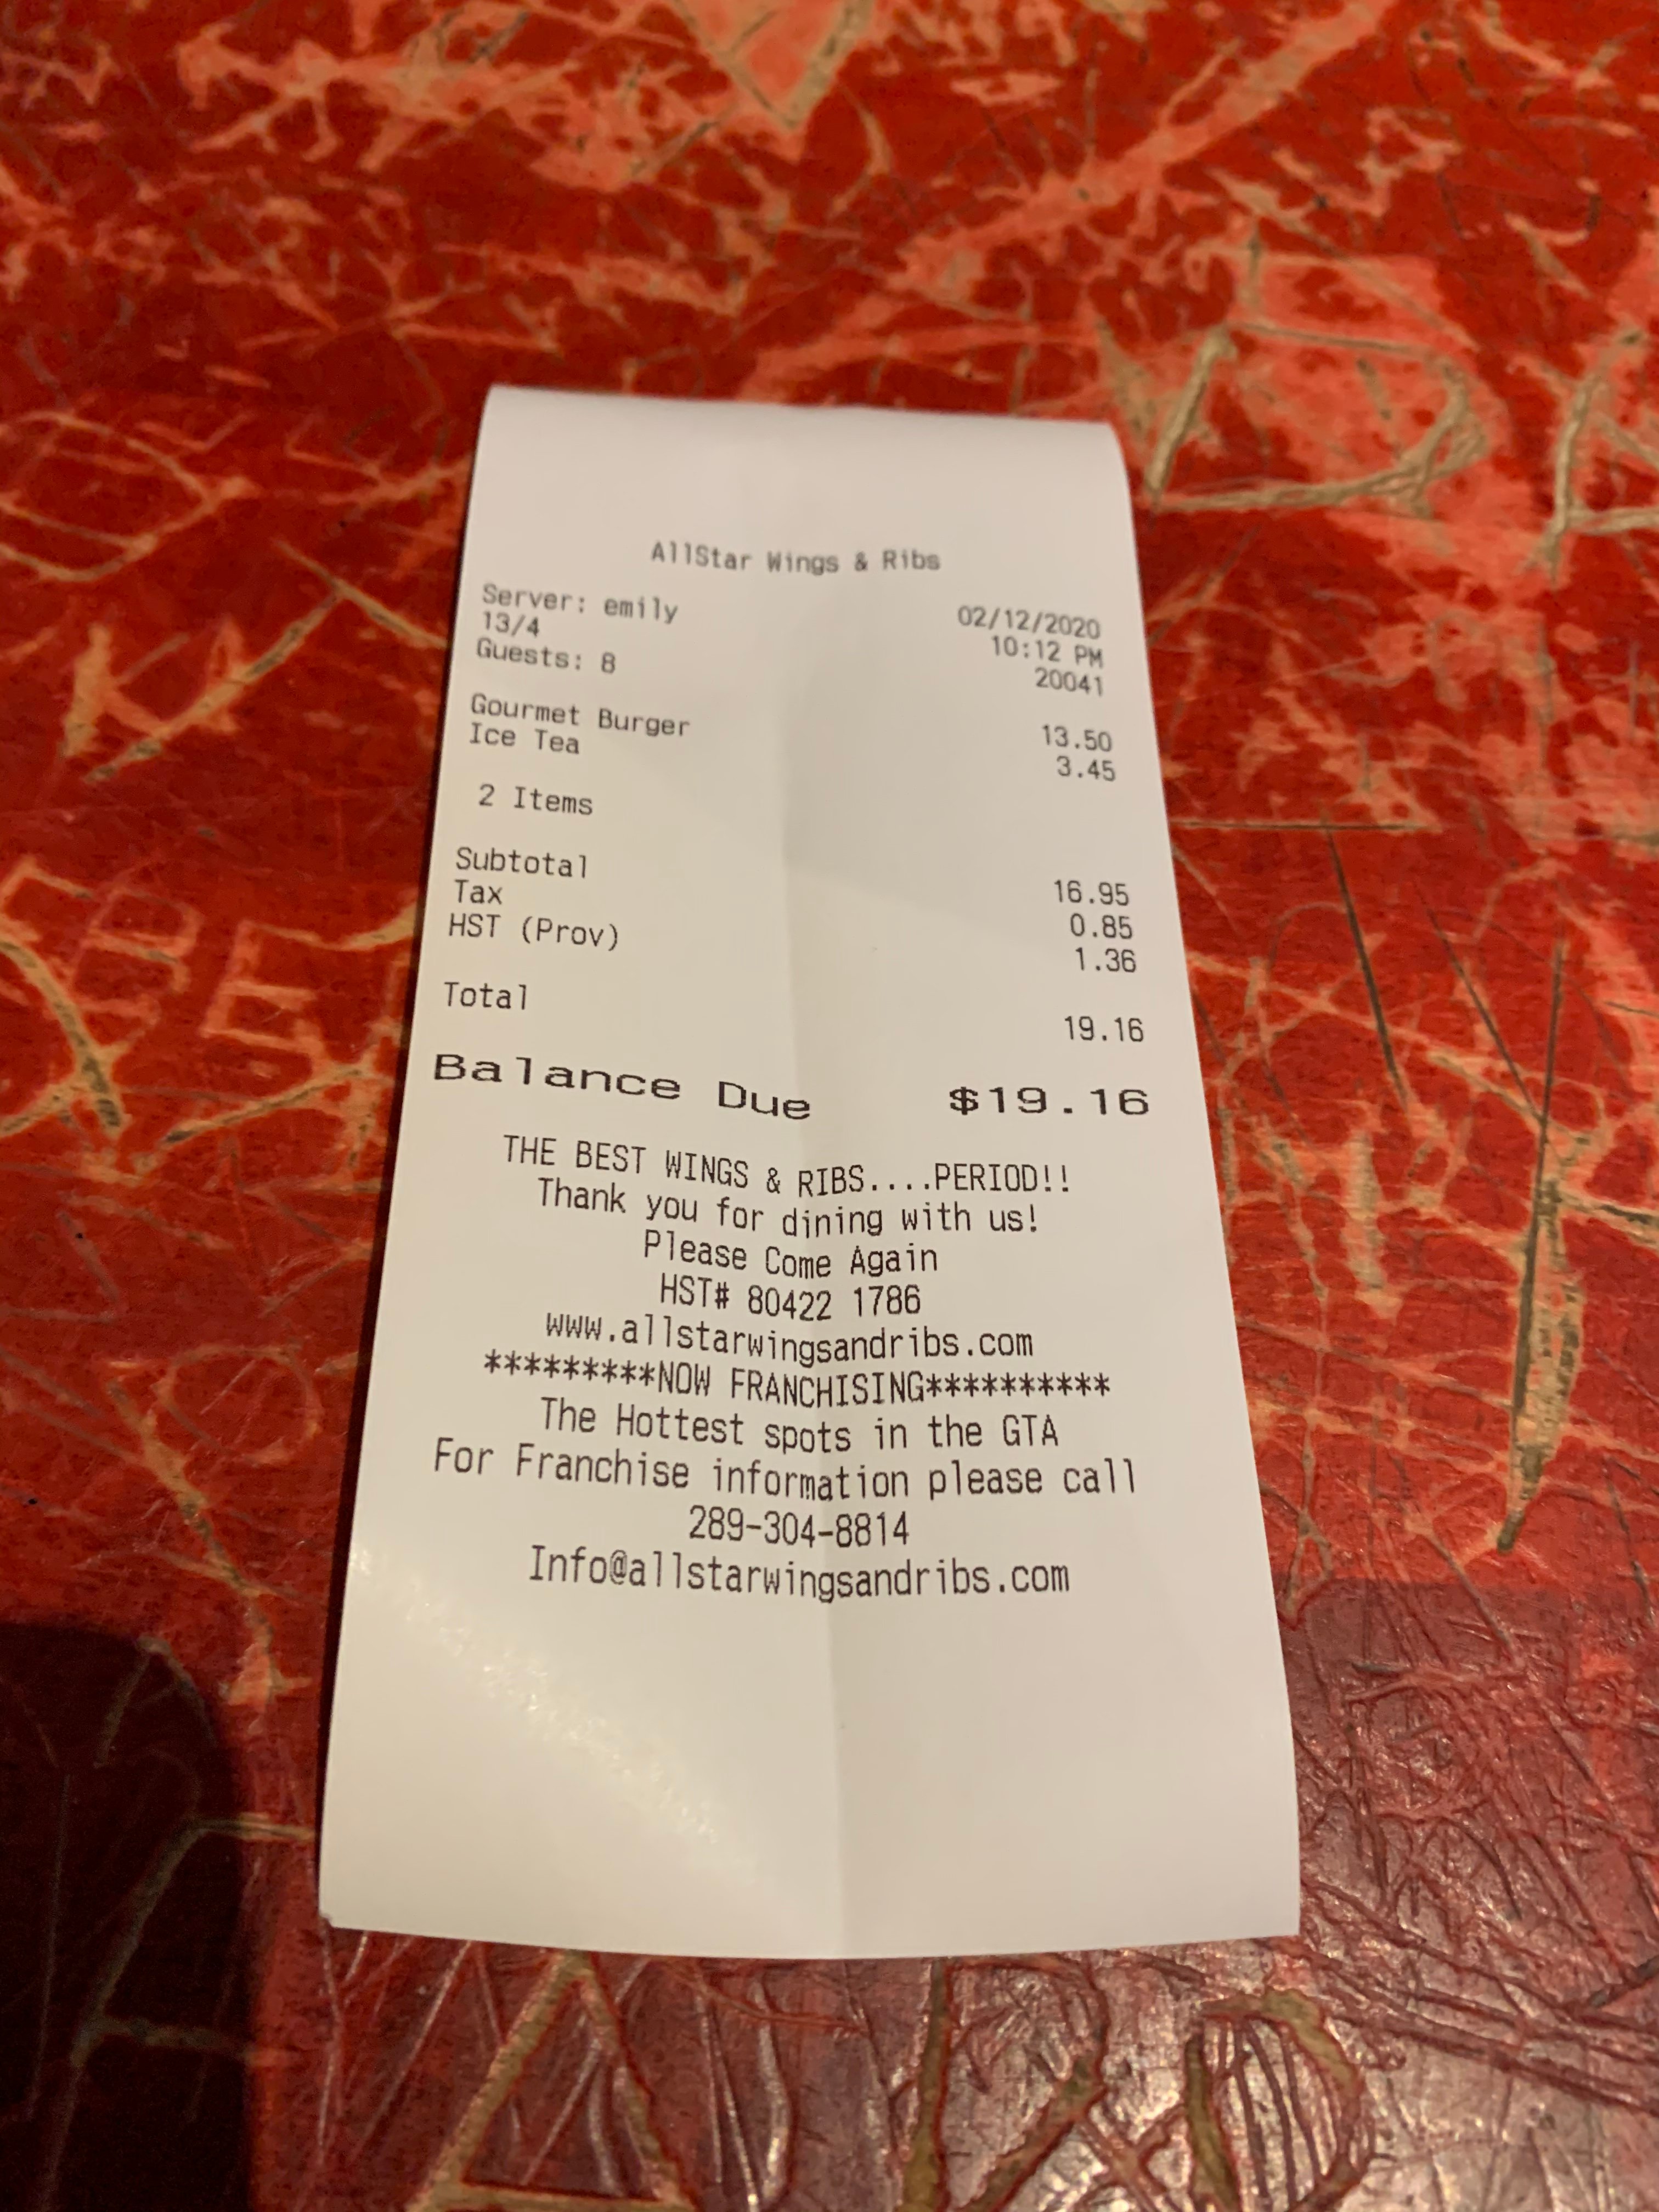 AllStar Wings & Ribs
Server: emily 02/12/2020
13/4 10:12 PM
Guests: 8 20041
Gourmet Burger 13.50
Ice Tea 3.45
2 Items
Subtotal 16.95
Tax 0.85
HST (Prov) 1.36
Total 19.16
Balance Due $19.16
THE BEST WINGS & RIBS....PERIOD!!
Thank you for dining with us!
Please Come Again
HST# 80422 1786
www.allstarwingsandribs.com
*********NOW FRANCHISING**********
The Hottest spots in the GTA
For Franchise information please call
289-304-8814
Info@allstarwingsandribs.com